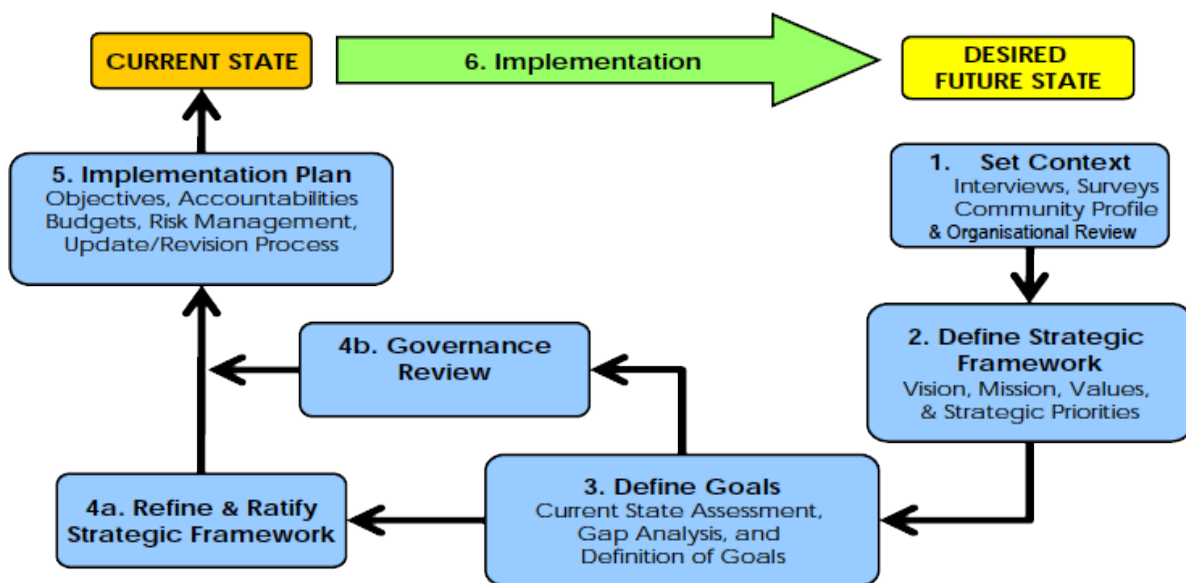 CURRENT STATE
6. Implementation
DESIRED
FUTURE STATE
1. Set Context
Interviews, Surveys
Community Profile
& Organisational Review
2. Define Strategic
Framework
Vision, Mission, Values,
& Strategic Priorities
3. Define Goals
Current State Assessment,
Gap Analysis, and
Definition of Goals
4a. Refine & Ratify
Strategic Framework
4b. Governance
Review
5. Implementation Plan
Objectives, Accountabilities
Budgets, Risk Management,
Update/Revision Process